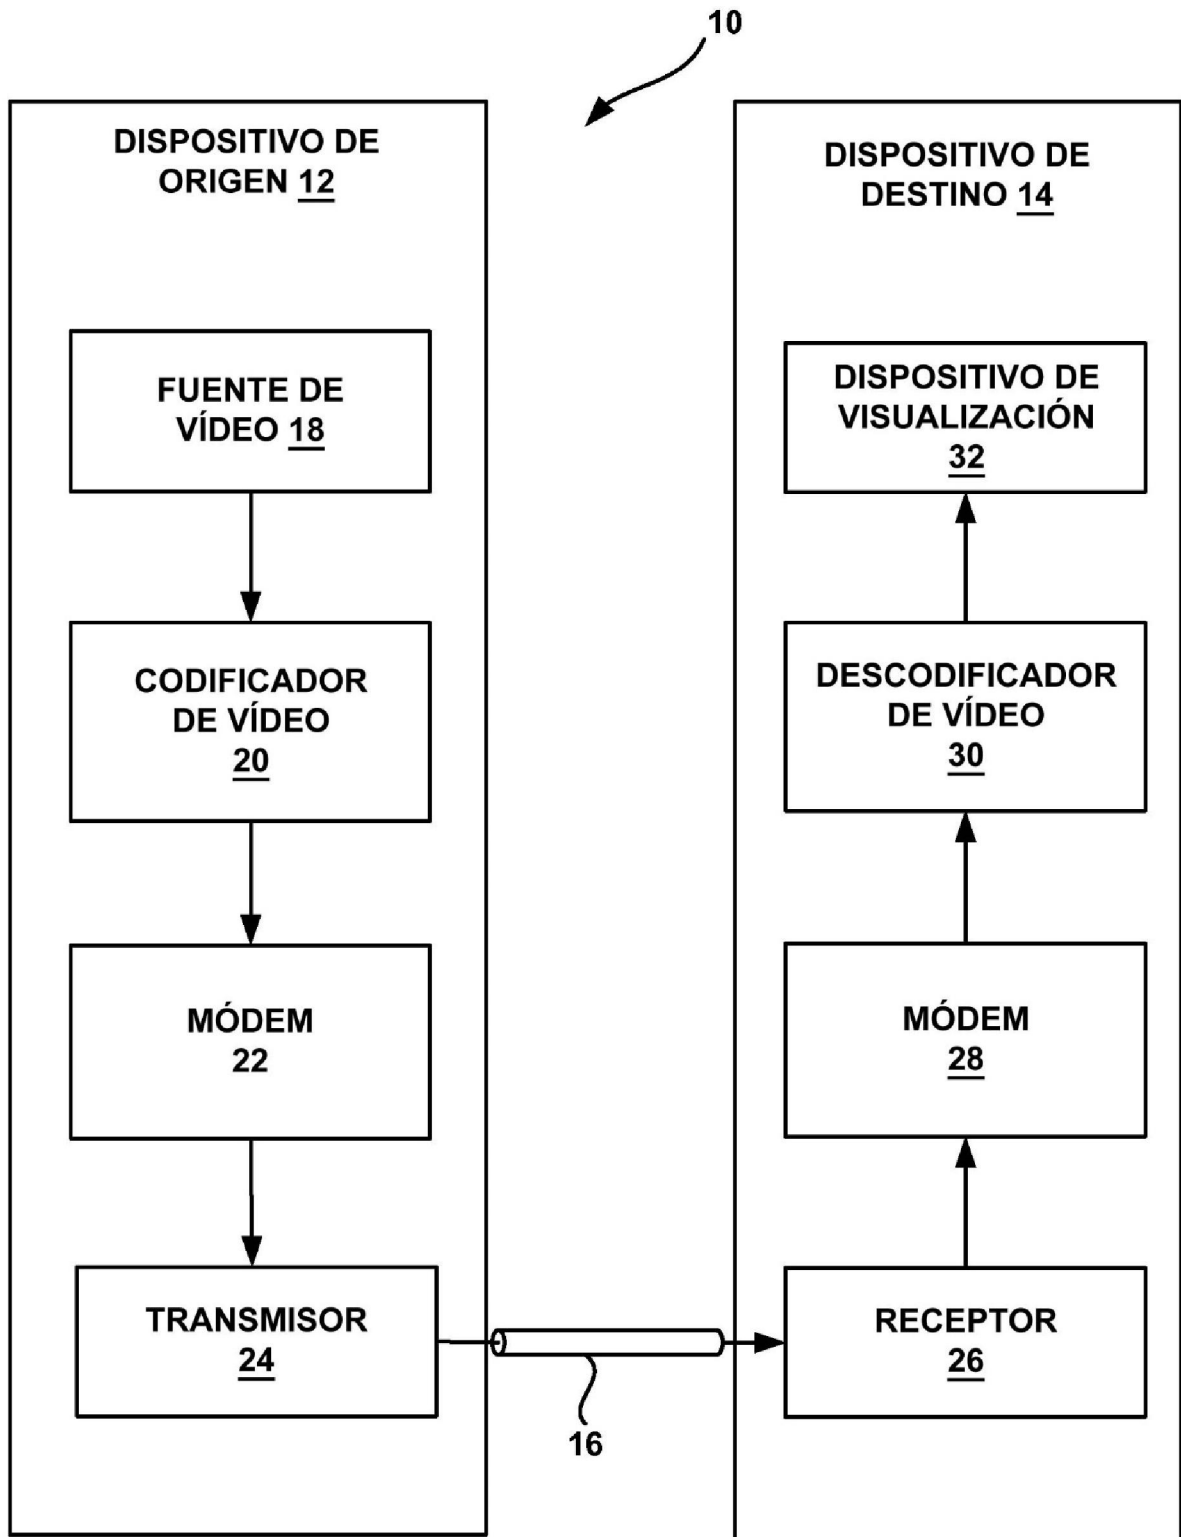 10
DISPOSITIVO DE
ORIGEN 12
FUENTE DE
VÍDEO 18
CODIFICADOR
DE VÍDEO
20
MÓDEM
22
TRANSMISOR
24
16
DISPOSITIVO DE
DESTINO 14
DISPOSITIVO DE
VISUALIZACIÓN
32
DESCODIFICADOR
DE VÍDEO
30
MÓDEM
28
RECEPTOR
26